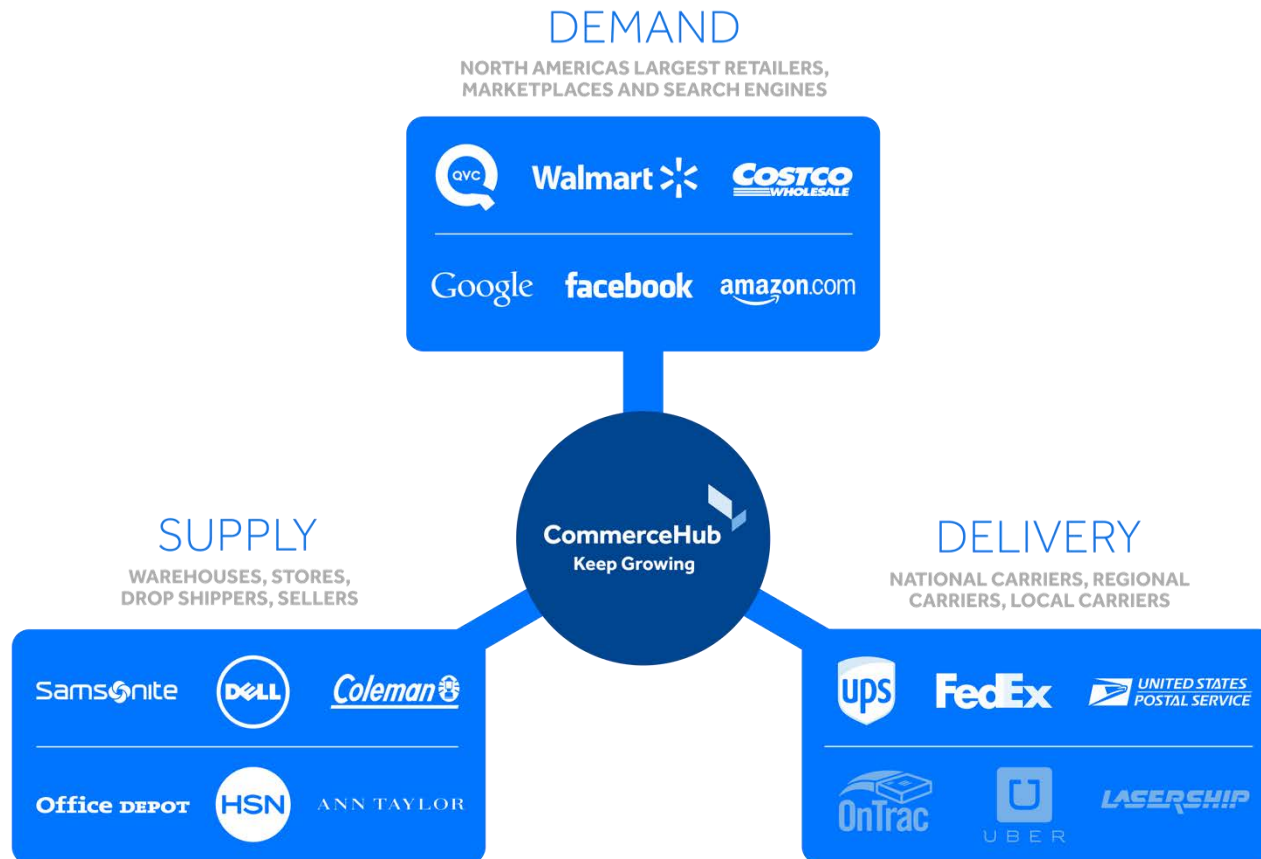 DEMAND
NORTH AMERICAS LARGEST RETAILERS,
MARKETPLACES AND SEARCH ENGINES
QVC Walmart COSTCO WHOLESALE
Google facebook amazon.com
CommerceHub
Keep Growing
SUPPLY
WAREHOUSES, STORES,
DROP SHIPPERS, SELLERS
Samsonite DELL Coleman
Office DEPOT HSN ANN TAYLOR
DELIVERY
NATIONAL CARRIERS, REGIONAL
CARRIERS, LOCAL CARRIERS
ups FedEx UNITED STATES POSTAL SERVICE
OnTrac UBER LASERSHIP